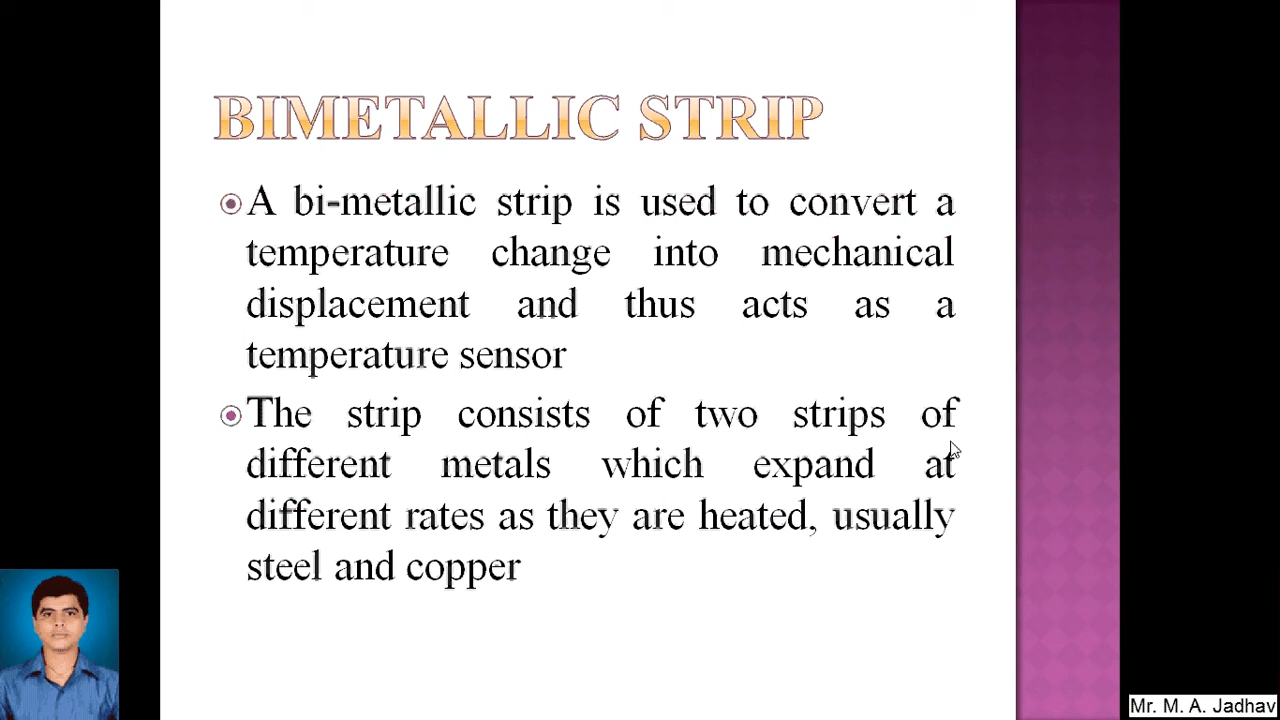 BIMETALLIC STRIP
A bi-metallic strip is used to convert a
temperature change into mechanical
displacement and thus acts as a
temperature sensor
The strip consists of two strips of
different metals which expand at
different rates as they are heated, usually
steel and copper
Mr. M. A. Jadhav